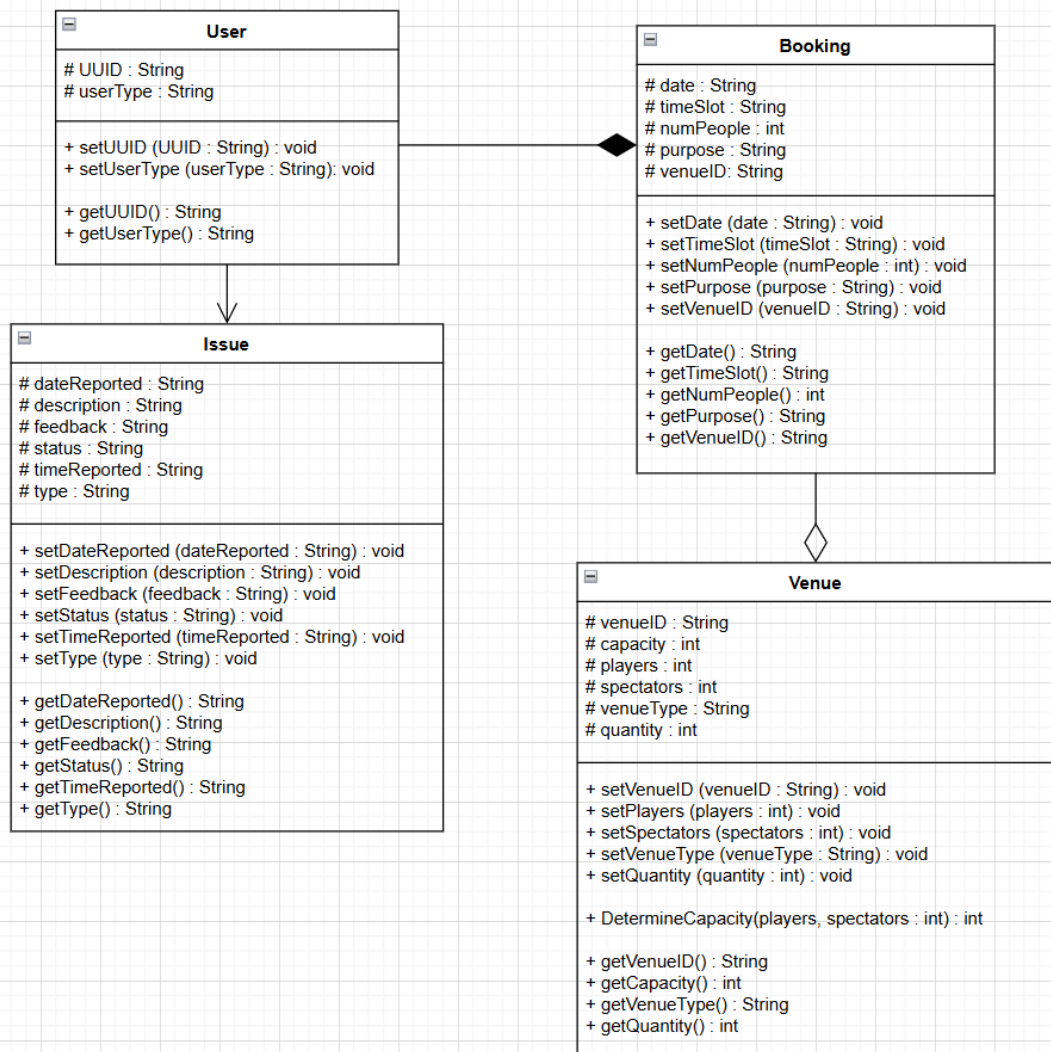 User
# UUID : String
# userType : String
+ setUUID (UUID : String) : void
+ setUserType (userType : String): void
+ getUUID() : String
+ getUserType() : String
Booking
# date : String
# timeSlot : String
# numPeople : int
# purpose : String
# venueID: String
+ setDate (date : String) : void
+ setTimeSlot (timeSlot : String) : void
+ setNumPeople (numPeople : int) : void
+ setPurpose (purpose : String) : void
+ setVenueID (venueID : String) : void
+ getDate() : String
+ getTimeSlot() : String
+ getNumPeople() : int
+ getPurpose() : String
+ getVenueID() : String
Issue
# dateReported : String
# description : String
# feedback : String
# status : String
# timeReported : String
# type : String
+ setDateReported (dateReported : String) : void
+ setDescription (description : String) : void
+ setFeedback (feedback : String) : void
+ setStatus (status : String) : void
+ setTimeReported (timeReported : String) : void
+ setType (type : String) : void
+ getDateReported() : String
+ getDescription() : String
+ getFeedback() : String
+ getStatus() : String
+ getTimeReported() : String
+ getType() : String
Venue
# venueID : String
# capacity : int
# players : int
# spectators : int
# venueType : String
# quantity : int
+ setVenueID (venueID : String) : void
+ setPlayers (players : int) : void
+ setSpectators (spectators : int) : void
+ setVenueType (venueType : String) : void
+ setQuantity (quantity : int) : void
+ DetermineCapacity(players, spectators : int) : int
+ getVenueID() : String
+ getCapacity() : int
+ getVenueType() : String
+ getQuantity() : int